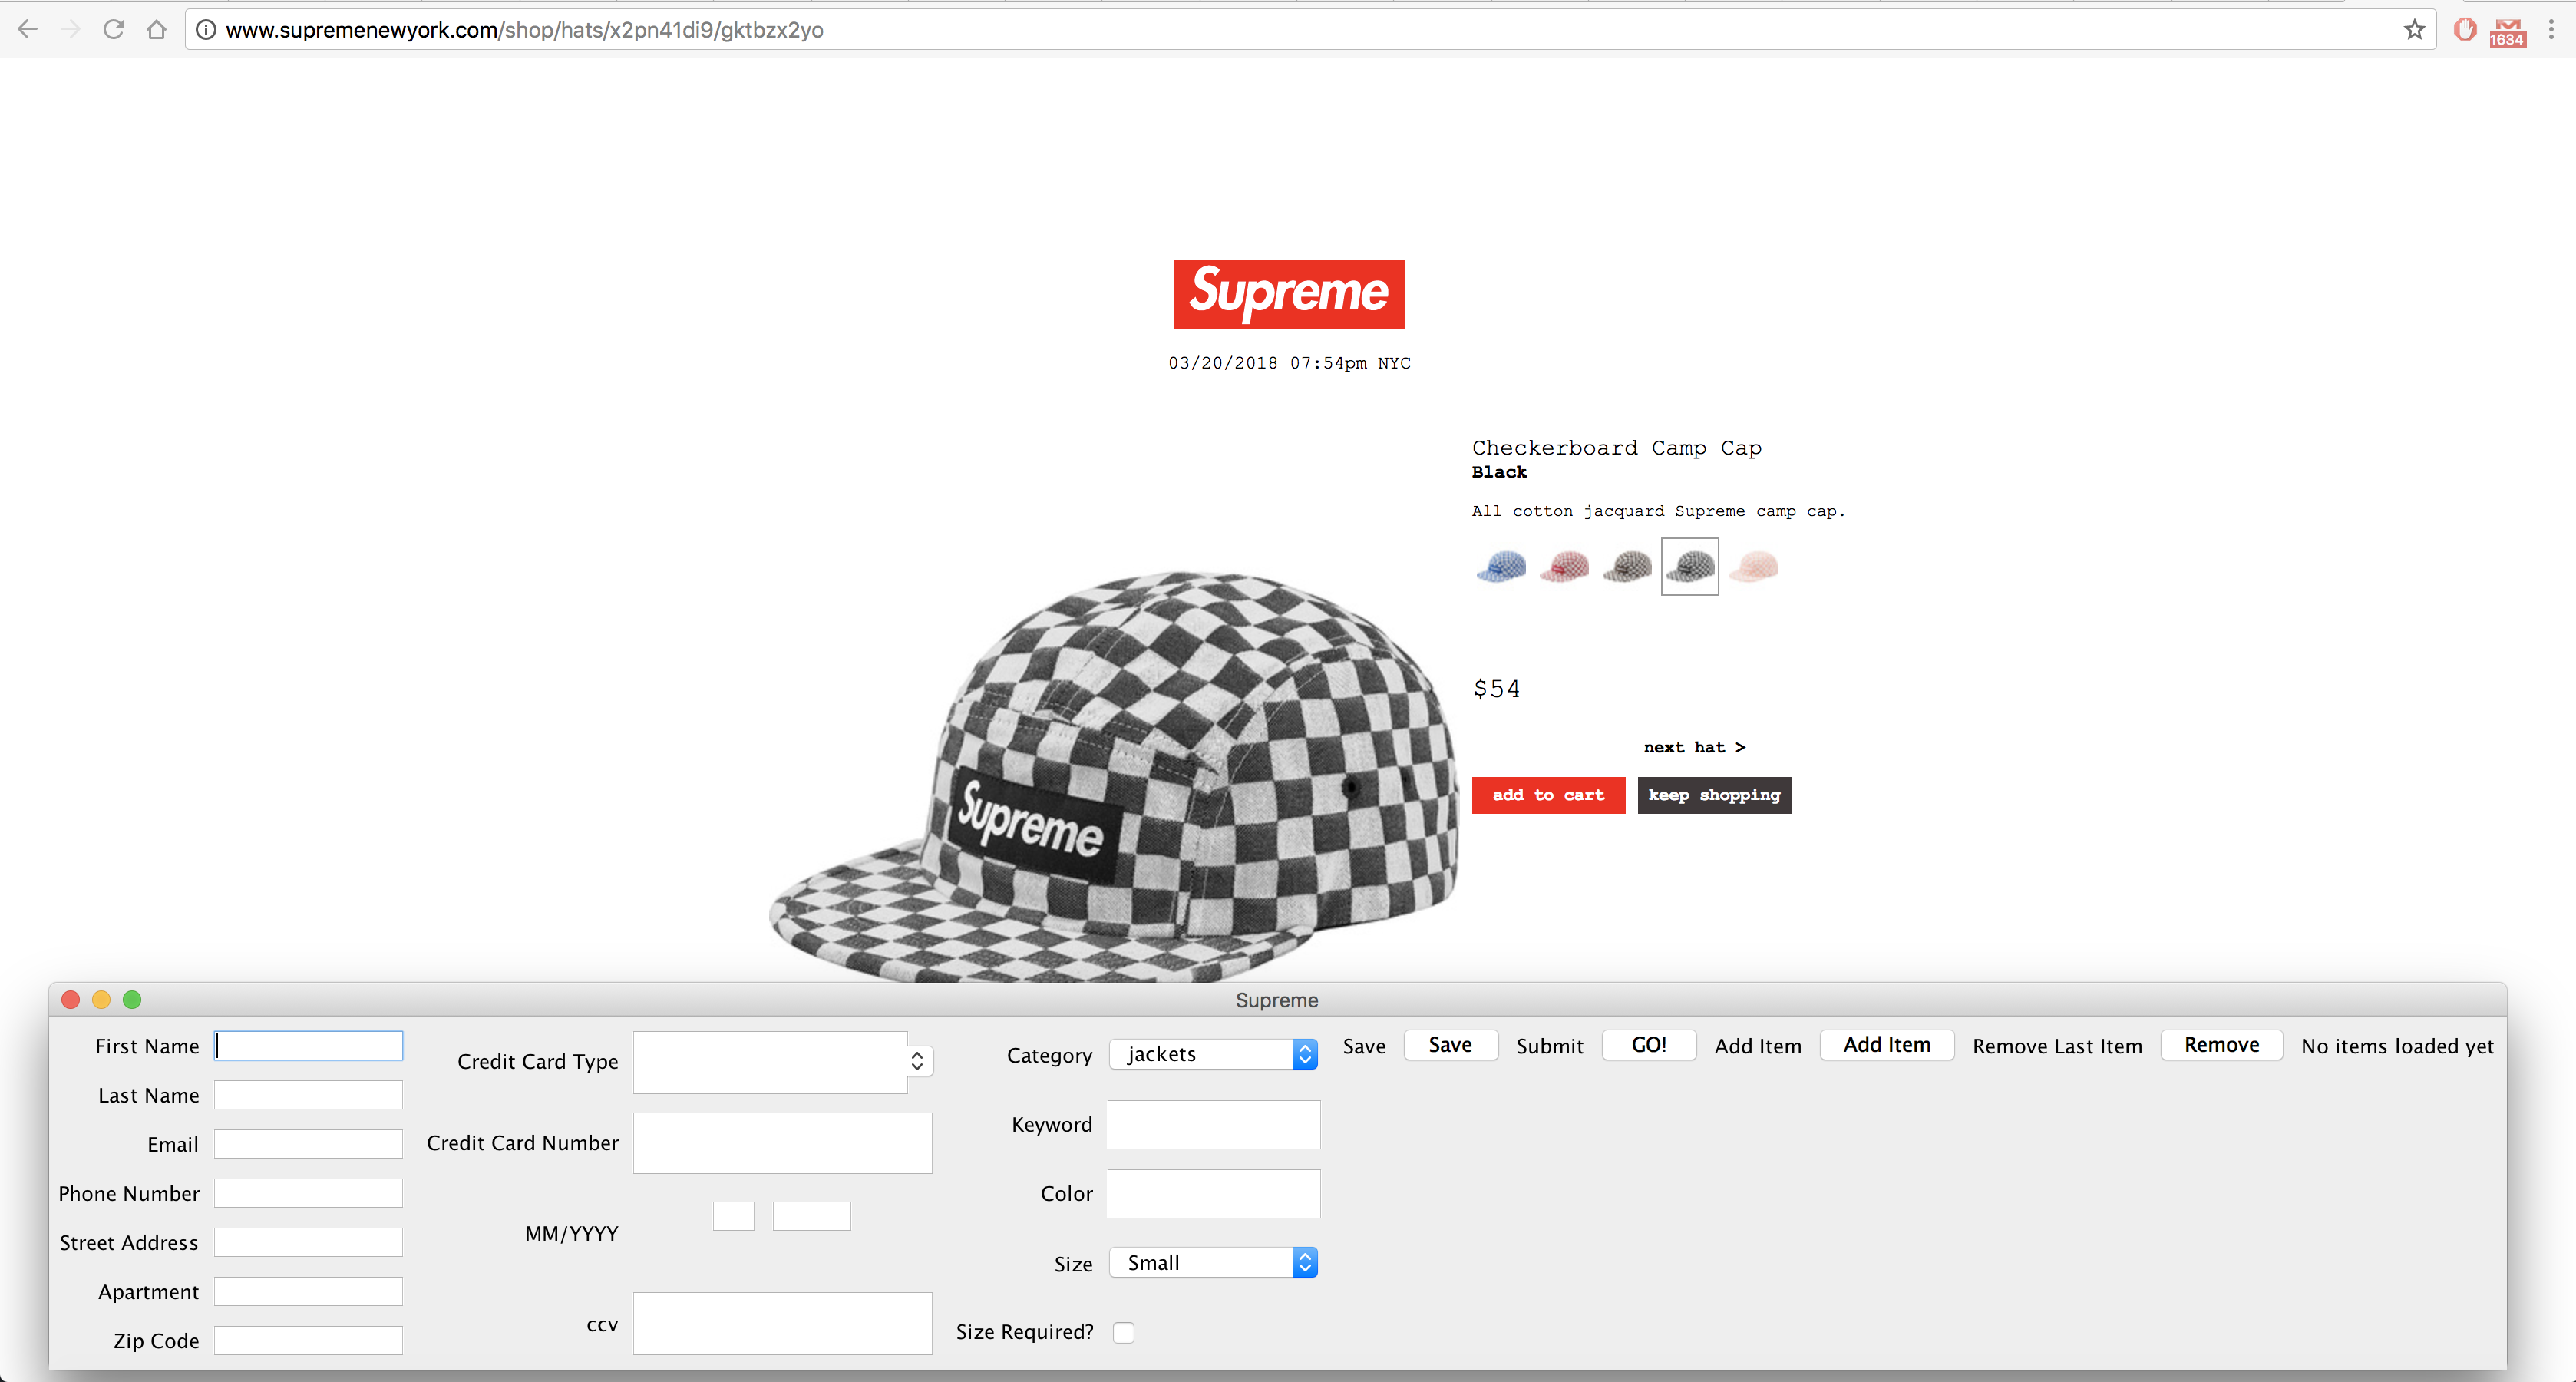 www.supremenewyork.com/shop/hats/x2pn41di9/gktbzx2yo
1634
Supreme
03/20/2018 07:54pm NYC
Checkerboard Camp Cap
Black
All cotton jacquard Supreme camp cap.
$54
next hat >
add to cart keep shopping
Supreme
Supreme
First Name
Last Name
Email
Phone Number
Street Address
Apartment
Zip Code
Credit Card Type
Credit Card Number
MM/YYYY
ccv
Category jackets
Keyword
Color
Size Small
Size Required?
Save Save Submit GO! Add Item Add Item Remove Last Item Remove No items loaded yet